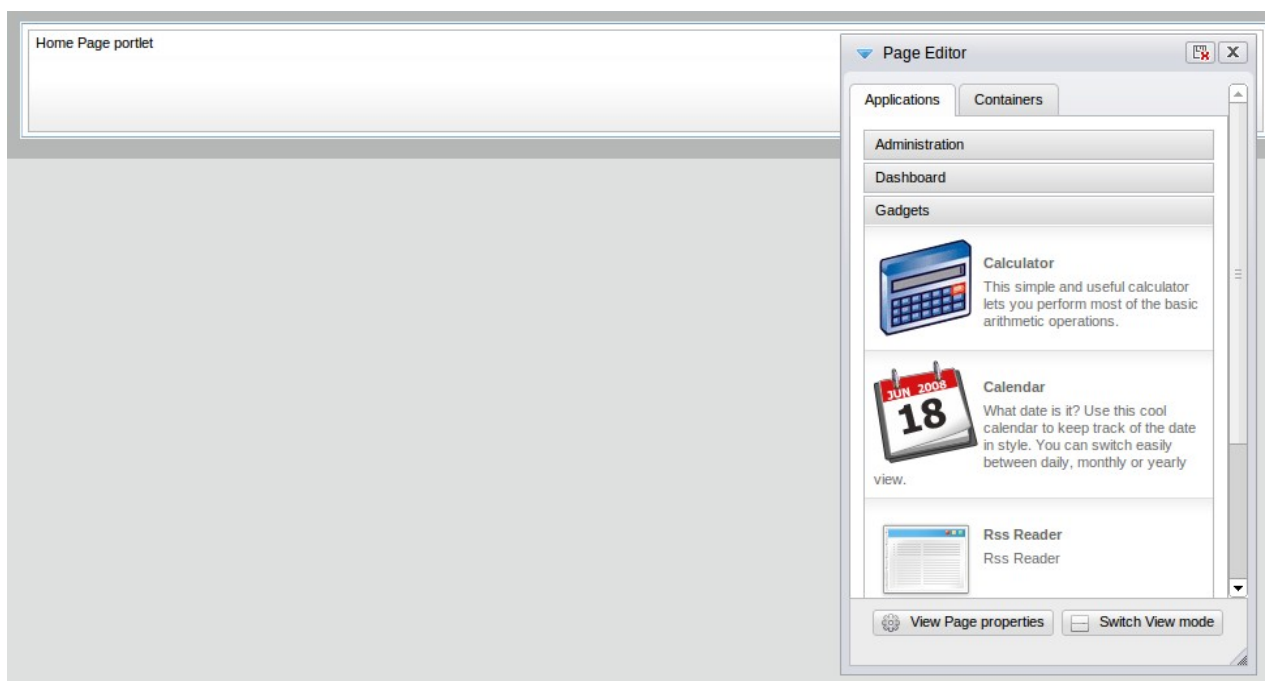 Home Page portlet
Page Editor
Applications
Containers
Administration
Dashboard
Gadgets
Calculator
This simple and useful calculator
lets you perform most of the basic
arithmetic operations.
JUN 2008
18
Calendar
What date is it? Use this cool
calendar to keep track of the date
in style. You can switch easily
between daily, monthly or yearly
view.
Rss Reader
Rss Reader
View Page properties
Switch View mode